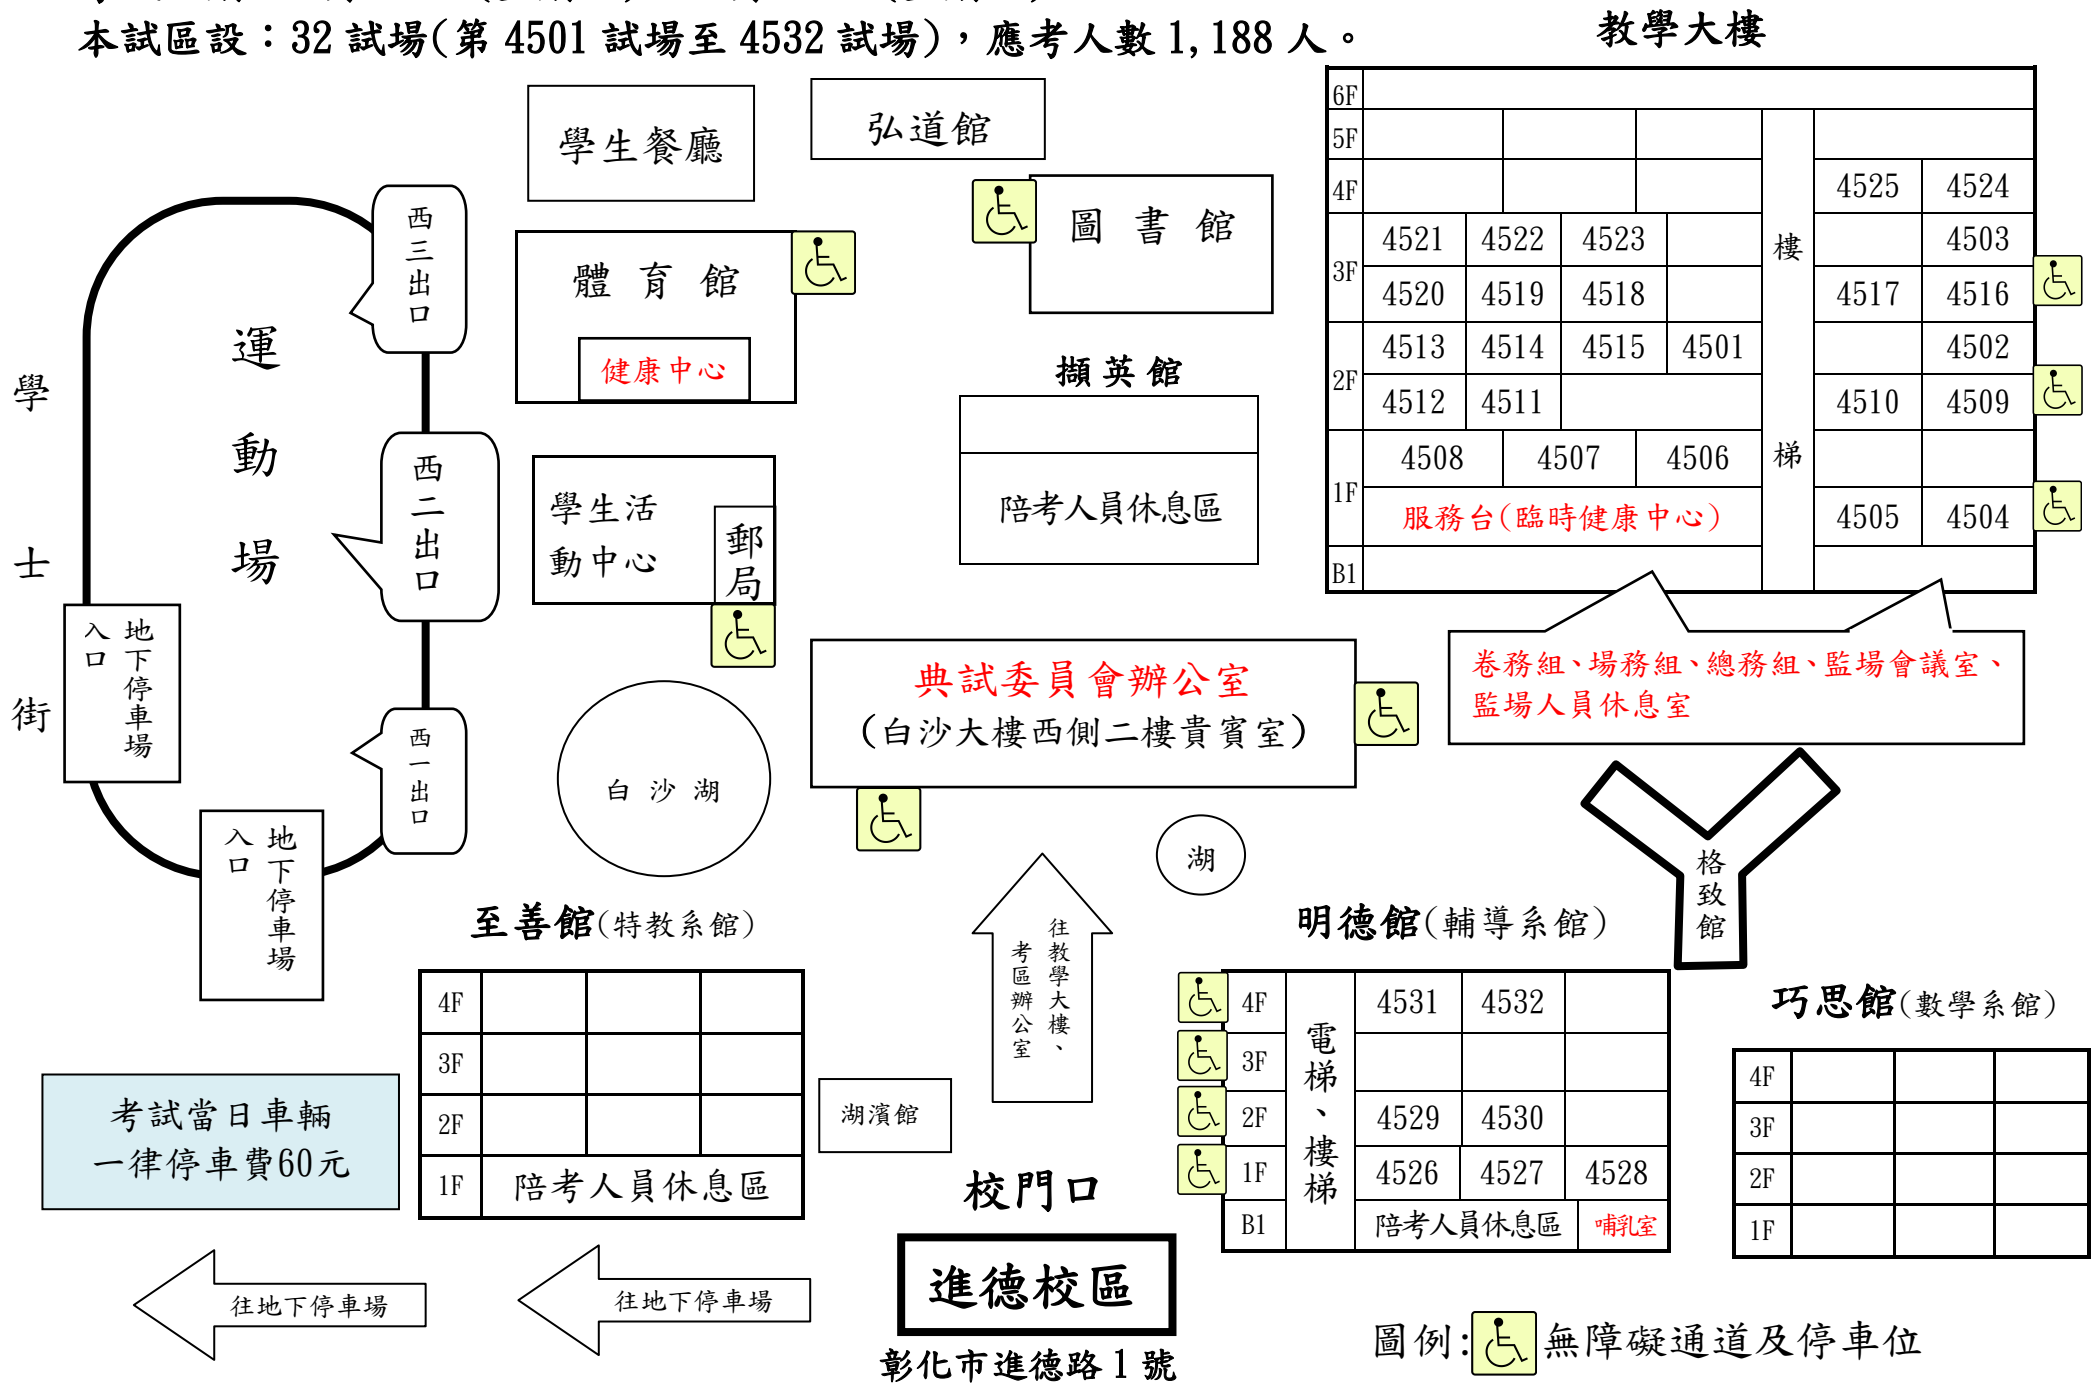 本試區設：32試場(第 4501 試場至 4532 試場)，應考人數 1,188 人。
教學大樓
6F
5F
4F 4525 4524
3F
4521 4522 4523 4503
4520 4519 4518 4517 4516
2F
4513 4514 4515 4501 4502
4512 4511 4510 4509
1F
4508 4507 4506
服務台(臨時健康中心) 4505 4504
B1
樓梯
卷務組、場務組、總務組、監場會議室、
監場人員休息室
學生餐廳
弘道館
圖書館
體育館
健康中心
擷英館
陪考人員休息區
學生活
動中心
郵局
運動場
西三出口
西二出口
西一出口
學士街
地下停車場
入口
地下停車場
入口
典試委員會辦公室
(白沙大樓西側二樓貴賓室)
白沙湖
湖
格致館
至善館(特教系館)
4F
3F
2F
1F 陪考人員休息區
往教學大樓、
考區辦公室
湖濱館
明德館(輔導系館)
電梯、樓梯
4F 4531 4532
3F
2F 4529 4530
1F 4526 4527 4528
B1 陪考人員休息區 哺乳室
巧思館(數學系館)
4F
3F
2F
1F
考試當日車輛
一律停車費60元
往地下停車場
往地下停車場
校門口
進德校區
彰化市進德路1號
圖例:無障礙通道及停車位